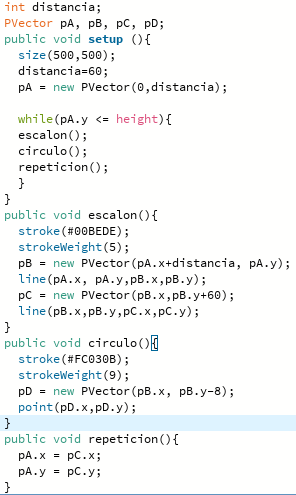 int distancia;
PVector pA, pB, pC, pD;
public void setup (){
size(500,500);
distancia=60;
pA = new PVector(0,distancia);
while(pA.y <= height){
escalon();
circulo();
repeticion();
}
}
public void escalon(){
stroke(#00BEDE);
strokeWeight(5);
pB = new PVector(pA.x+distancia, pA.y);
line(pA.x, pA.y,pB.x,pB.y);
pC = new PVector(pB.x,pB.y+60);
line(pB.x,pB.y,pC.x,pC.y);
}
public void circulo(){
stroke(#FC030B);
strokeWeight(9);
pD = new PVector(pB.x, pB.y-8);
point(pD.x,pD.y);
}
public void repeticion(){
pA.x = pC.x;
pA.y = pC.y;
}